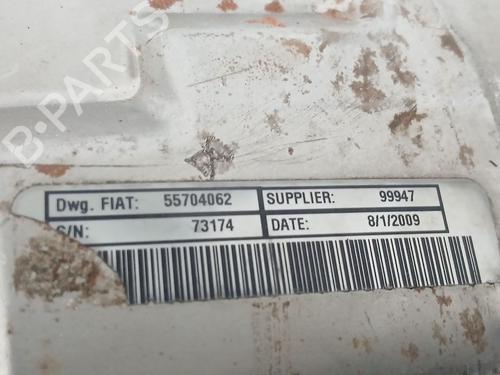 B-PARTS
Dwg. FIAT: 55704062 SUPPLIER: 99947
S/N: 73174 DATE: 8/1/2009